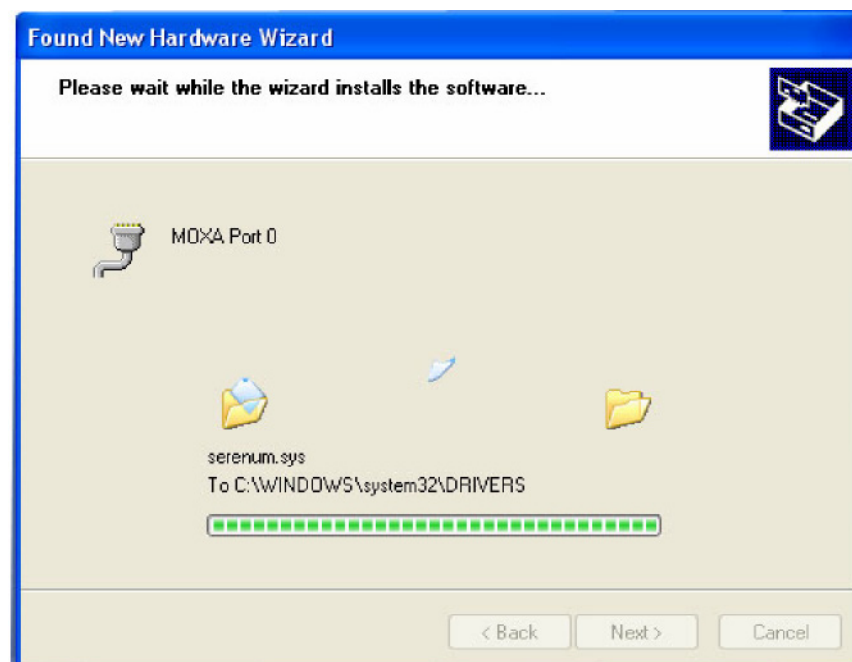 Found New Hardware Wizard
Please wait while the wizard installs the software...
MOXA Port 0
serenum.sys
To C:\WINDOWS\system32\DRIVERS
< Back Next > Cancel